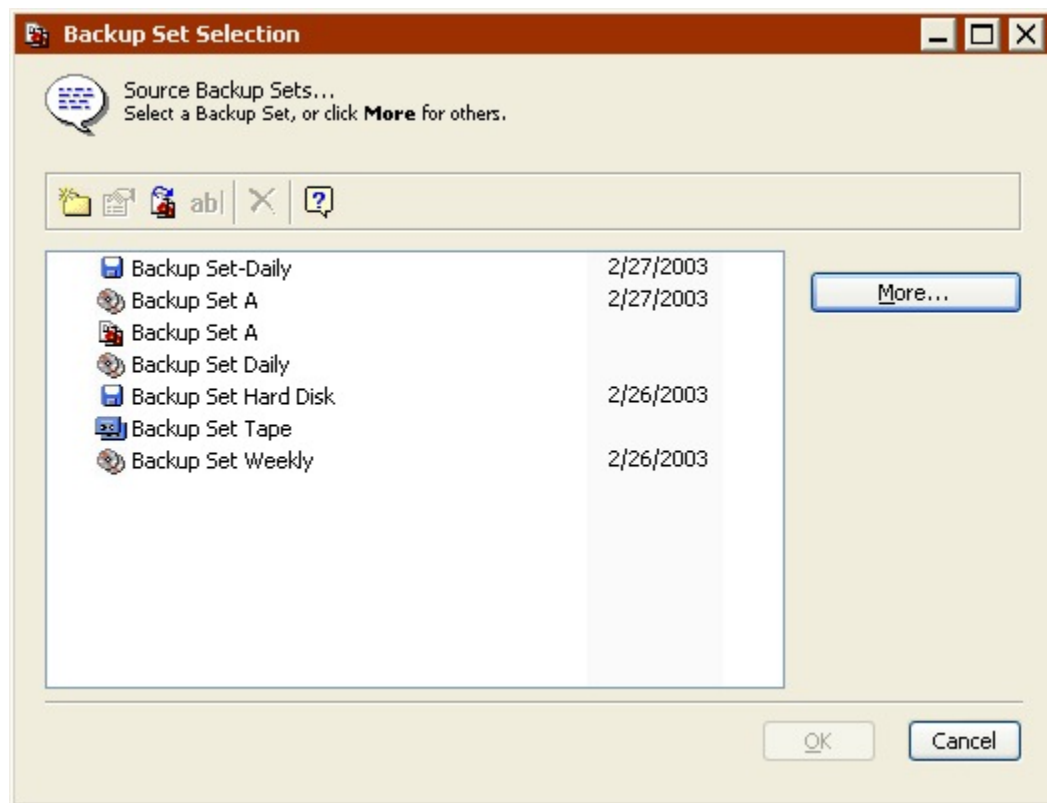 Backup Set Selection
Source Backup Sets...
Select a Backup Set, or click More for others.
ab|
Backup Set-Daily 2/27/2003
Backup Set A 2/27/2003
More...
Backup Set A
Backup Set Daily
Backup Set Hard Disk 2/26/2003
Backup Set Tape
Backup Set Weekly 2/26/2003
OK
Cancel